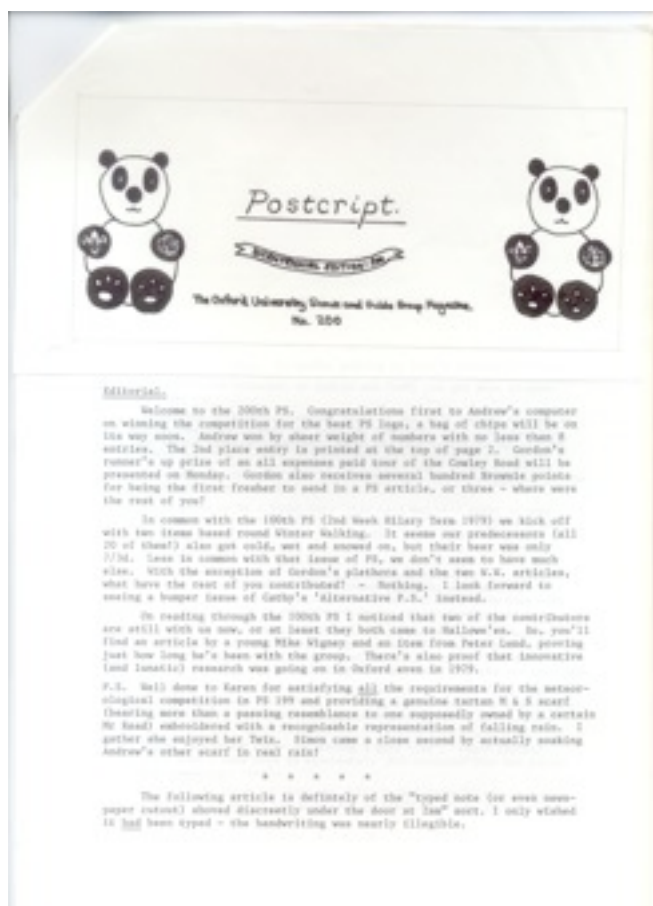 Postcript.
BICENTENNIAL EDITION
The Oxford University Scout and Guide Group Magazine.
No. 200
Editorial.
Welcome to the 200th PS. Congratulations first to Andrew's computer
on winning the competition for the best PS logo, a bag of chips will be on
its way soon. Andrew won by shear weight of numbers with no less than 8
entries. The 2nd place entry is printed at the top of page 2. Gordon's
runner's up prize of an all expenses paid tour of the Cowley Road will be
presented on Monday. Gordon also receives several hundred Brownie points
for being the first fresher to send in a PS article, or three - where were
the rest of you?
In common with the 100th PS (2nd Week Hilary Term 1979) we kick off
with two items based round Winter Walking. It seems our predecessors (all
20 of them!) also got cold, wet and snowed on, but their beer was only
Less in common with that issue of PS, we don't seem to have much
else. With the exception of Gordon's plethora and the two W.W. articles,
what have the rest of you contributed? - Nothing. I look forward to
seeing a bumper issue of Cathy's 'Alternative P.S.' instead.
On reading through the 100th PS I noticed that two of the contributors
are still with us now, or at least they both came to Hallowe'en. So, you'll
find an article by a young Mike Wigney and an item from Peter Lund, proving
just how long he's been with the group. There's also proof that innovative
(and lunatic) research was going on in Oxford even in 1979.
P.S. Well done to Karen for satisfying all the requirements for the meteor-
ological competition in PS 199 and providing a genuine tartan M & S scarf
(bearing more than a passing resemblance to one supposedly owned by a certain
Mr Read) embroidered with a recognisable representation of falling rain. I
gather she enjoyed her Twix. Simon came a close second by actually soaking
Andrew's other scarf in real rain!
* * * * *
The following article is defintely of the "typed note (or even news-
paper cutout) shoved discreetly under the door at 2am" sort. I only wished
it had been typed - the handwriting was nearly illegible.